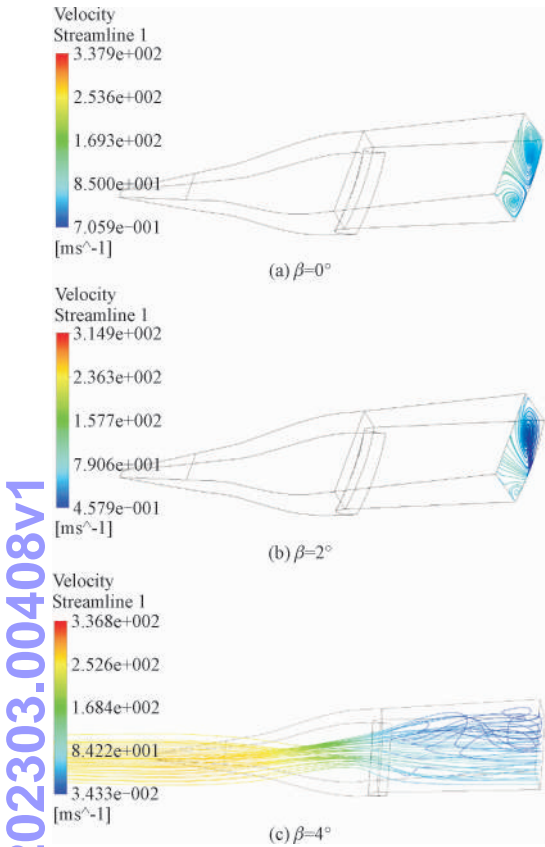 Velocity
Streamline 1
3.379e+002
2.536e+002
1.693e+002
8.500e+001
7.059e−001
[ms^-1]
(a) β=0°
Velocity
Streamline 1
3.149e+002
2.363e+002
1.577e+002
7.906e+001
4.579e−001
[ms^-1]
(b) β=2°
Velocity
Streamline 1
3.368e+002
2.526e+002
1.684e+002
8.422e+001
3.433e−002
[ms^-1]
(c) β=4°
02303.00408v1